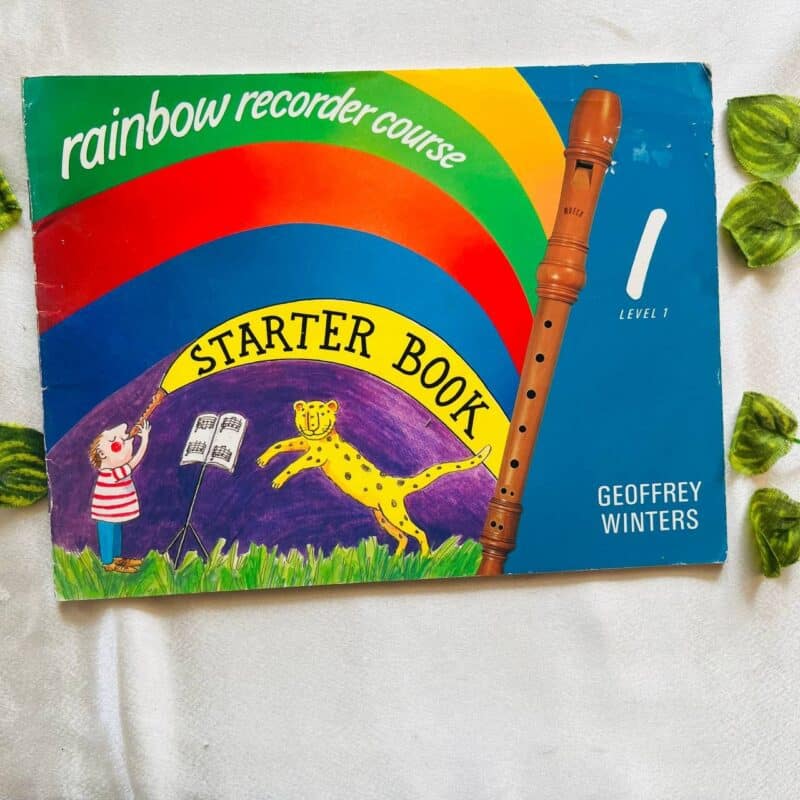 rainbow recorder course
STARTER BOOK
1
LEVEL 1
GEOFFREY
WINTERS